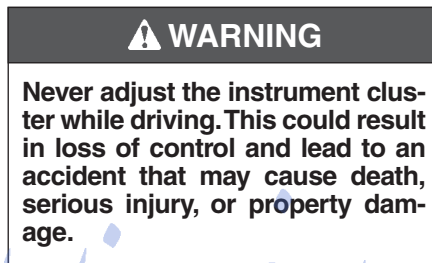 WARNING
Never adjust the instrument clus-
ter while driving. This could result
in loss of control and lead to an
accident that may cause death,
serious injury, or property dam-
age.